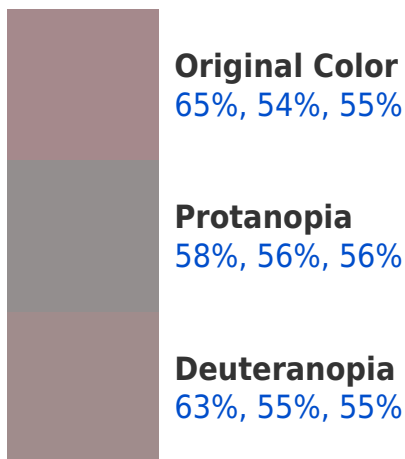 Original Color
65%, 54%, 55%
Protanopia
58%, 56%, 56%
Deuteranopia
63%, 55%, 55%